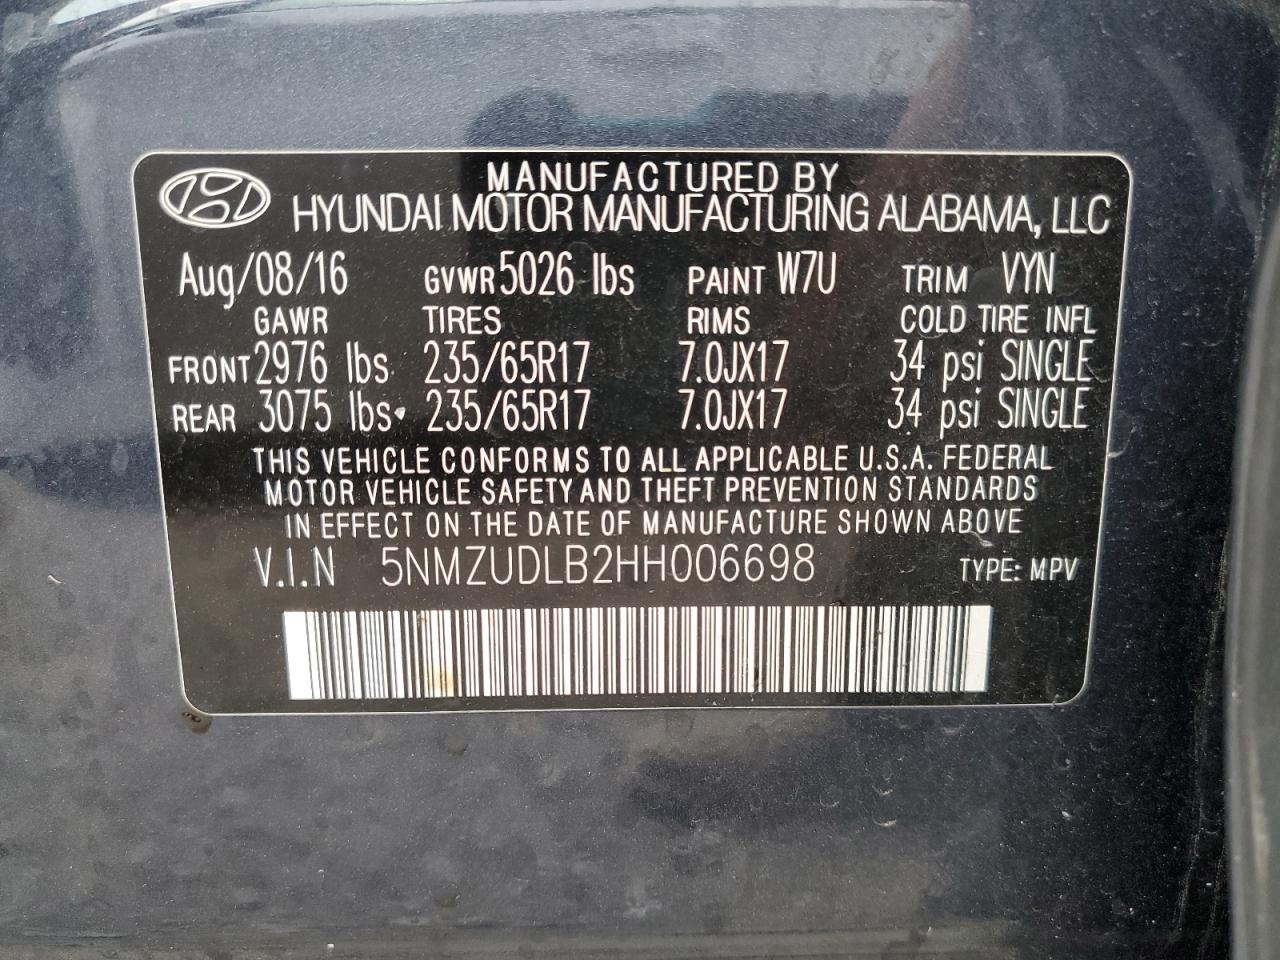 MANUFACTURED BY
HYUNDAI MOTOR MANUFACTURING ALABAMA, LLC
Aug/08/16 GVWR 5026 lbs PAINT W7U TRIM VYN
GAWR TIRES RIMS COLD TIRE INFL
FRONT 2976 lbs 235/65R17 7.0JX17 34 psi SINGLE
REAR 3075 lbs 235/65R17 7.0JX17 34 psi SINGLE
THIS VEHICLE CONFORMS TO ALL APPLICABLE U.S.A. FEDERAL
MOTOR VEHICLE SAFETY AND THEFT PREVENTION STANDARDS
IN EFFECT ON THE DATE OF MANUFACTURE SHOWN ABOVE
V.I.N 5NMZUDLB2HH006698 TYPE: MPV